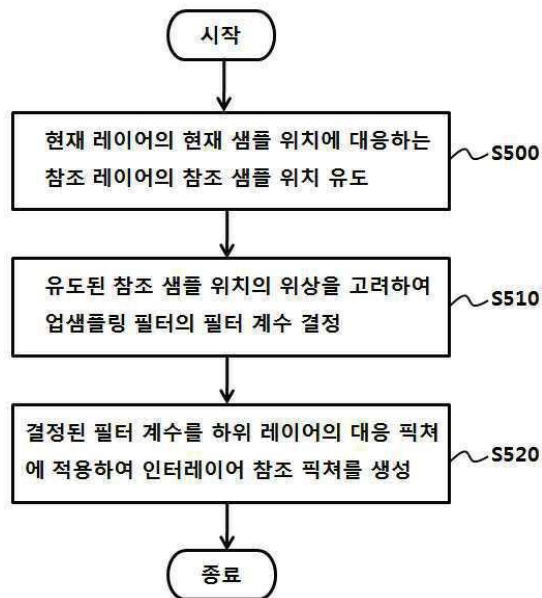 시작
현재 레이어의 현재 샘플 위치에 대응하는
참조 레이어의 참조 샘플 위치 유도
S500
유도된 참조 샘플 위치의 위상을 고려하여
업샘플링 필터의 필터 계수 결정
S510
결정된 필터 계수를 하위 레이어의 대응 픽쳐
에 적용하여 인터레이어 참조 픽쳐를 생성
S520
종료